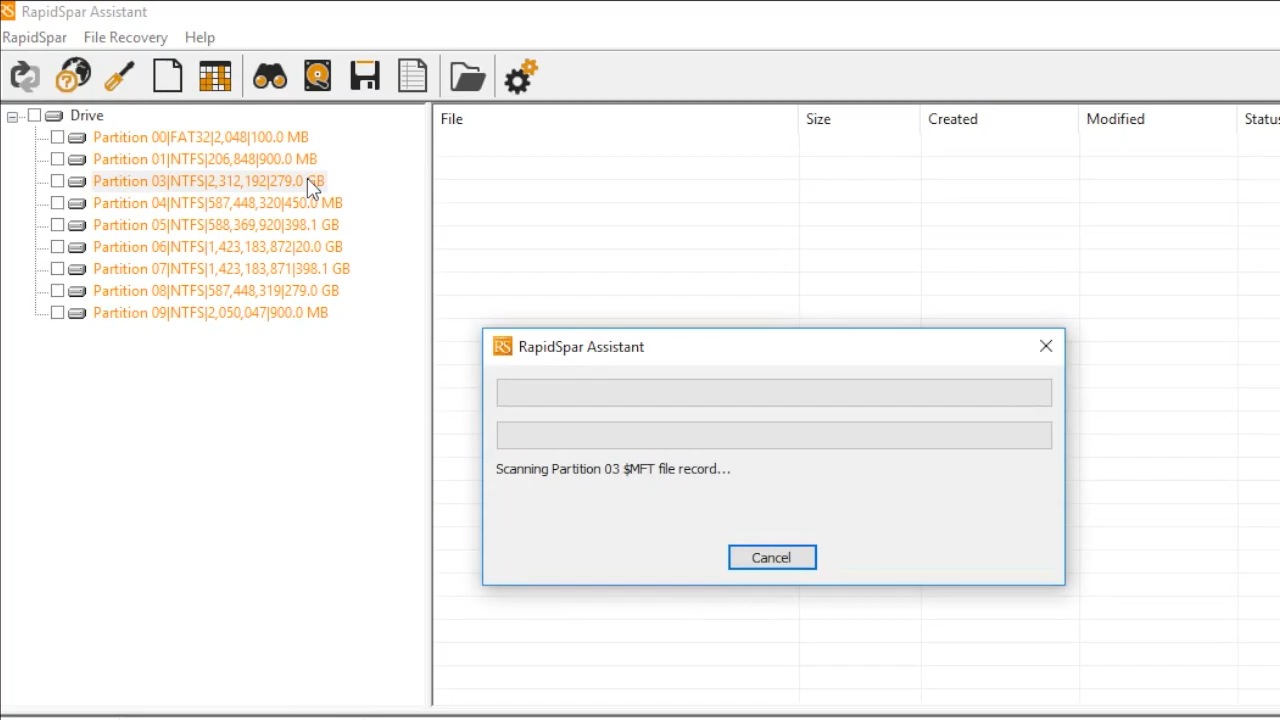 RapidSpar Assistant
RapidSpar File Recovery Help
Drive
Partition 00|FAT32|2,048|100.0 MB
Partition 01|NTFS|206,848|900.0 MB
Partition 03|NTFS|2,312,192|279.0 GB
Partition 04|NTFS|587,448,320|450.0 MB
Partition 05|NTFS|588,369,920|398.1 GB
Partition 06|NTFS|1,423,183,872|20.0 GB
Partition 07|NTFS|1,423,183,871|398.1 GB
Partition 08|NTFS|587,448,319|279.0 GB
Partition 09|NTFS|2,050,047|900.0 MB
File Size Created Modified Status
RS RapidSpar Assistant
Scanning Partition 03 $MFT file record...
Cancel